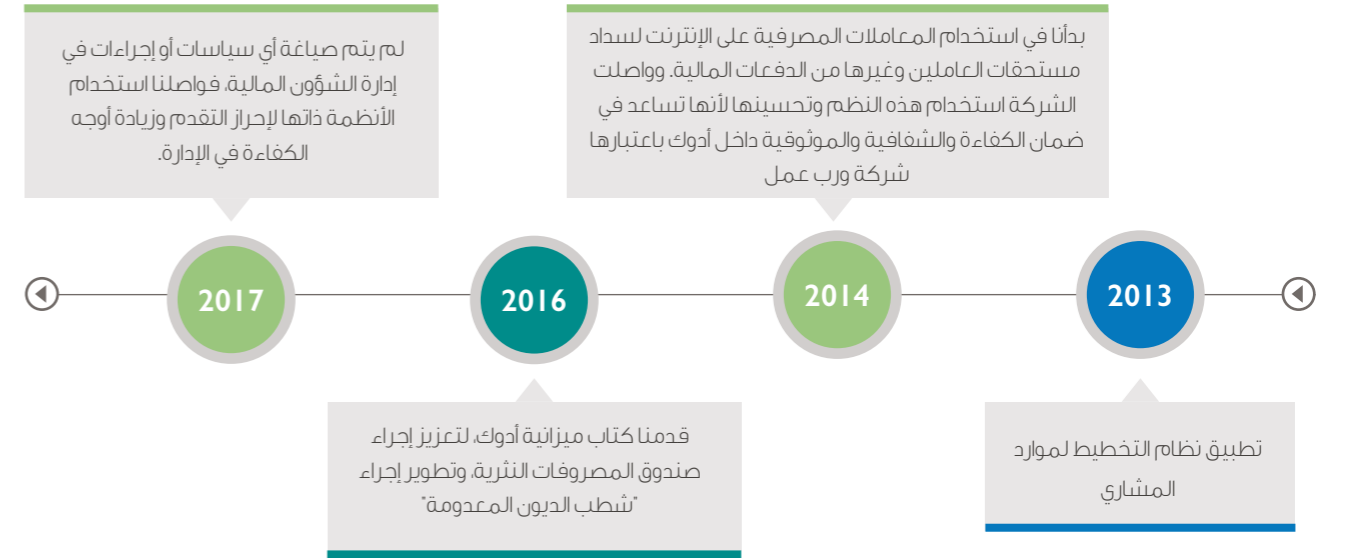 2013
تطبيق نظام التخطيط لموارد
المشاري
2014
بدأنا في استخدام المعاملات المصرفية على الإنترنت لسداد
مستحقات العاملين وغيرها من الدفعات المالية. وواصلت
الشركة استخدام هذه النظم وتحسينها لأنها تساعد في
ضمان الكفاءة والشفافية والموثوقية داخل أدوك باعتبارها
شركة ورب عمل
2016
قدمنا كتاب ميزانية أدوك، لتعزيز إجراء
صندوق المصروفات النثرية، وتطوير إجراء
"شطب الديون المعدومة"
2017
لم يتم صياغة أي سياسات أو إجراءات في
إدارة الشؤون المالية، فواصلنا استخدام
الأنظمة ذاتها لإحراز التقدم وزيادة أوجه
الكفاءة في الإدارة.